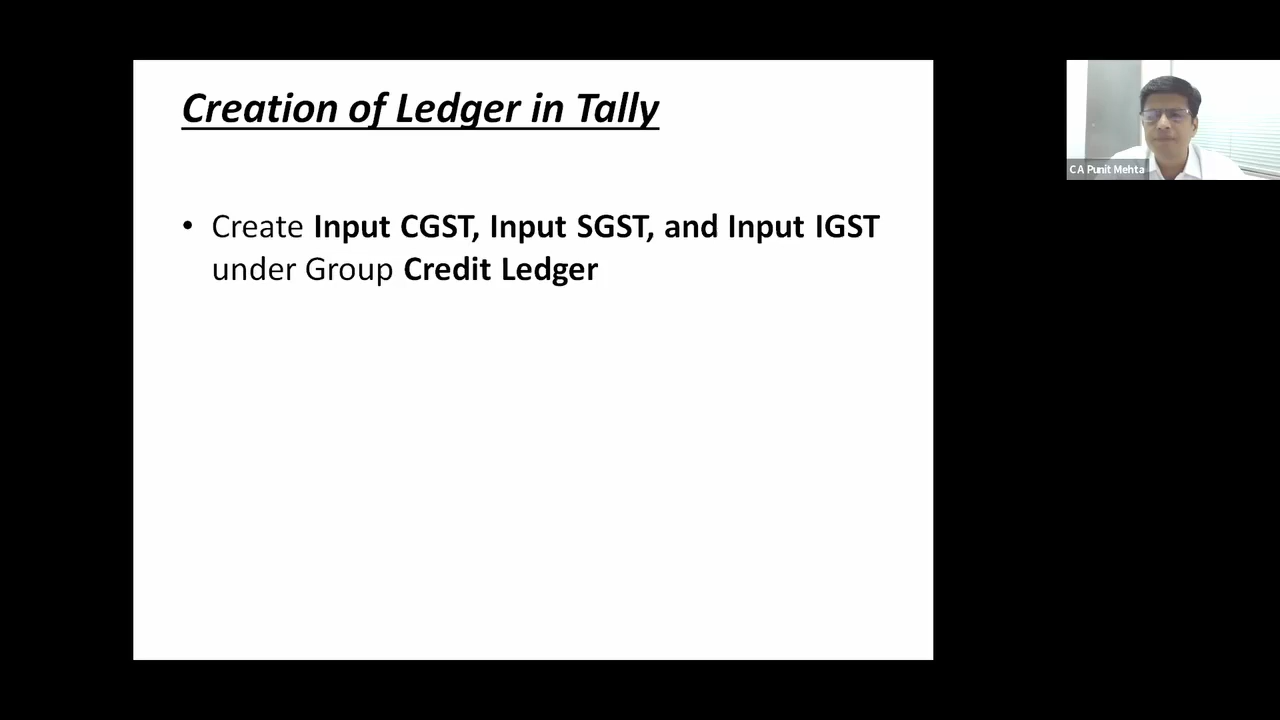 Creation of Ledger in Tally
• Create Input CGST, Input SGST, and Input IGST
under Group Credit Ledger
CA Punit Mehta